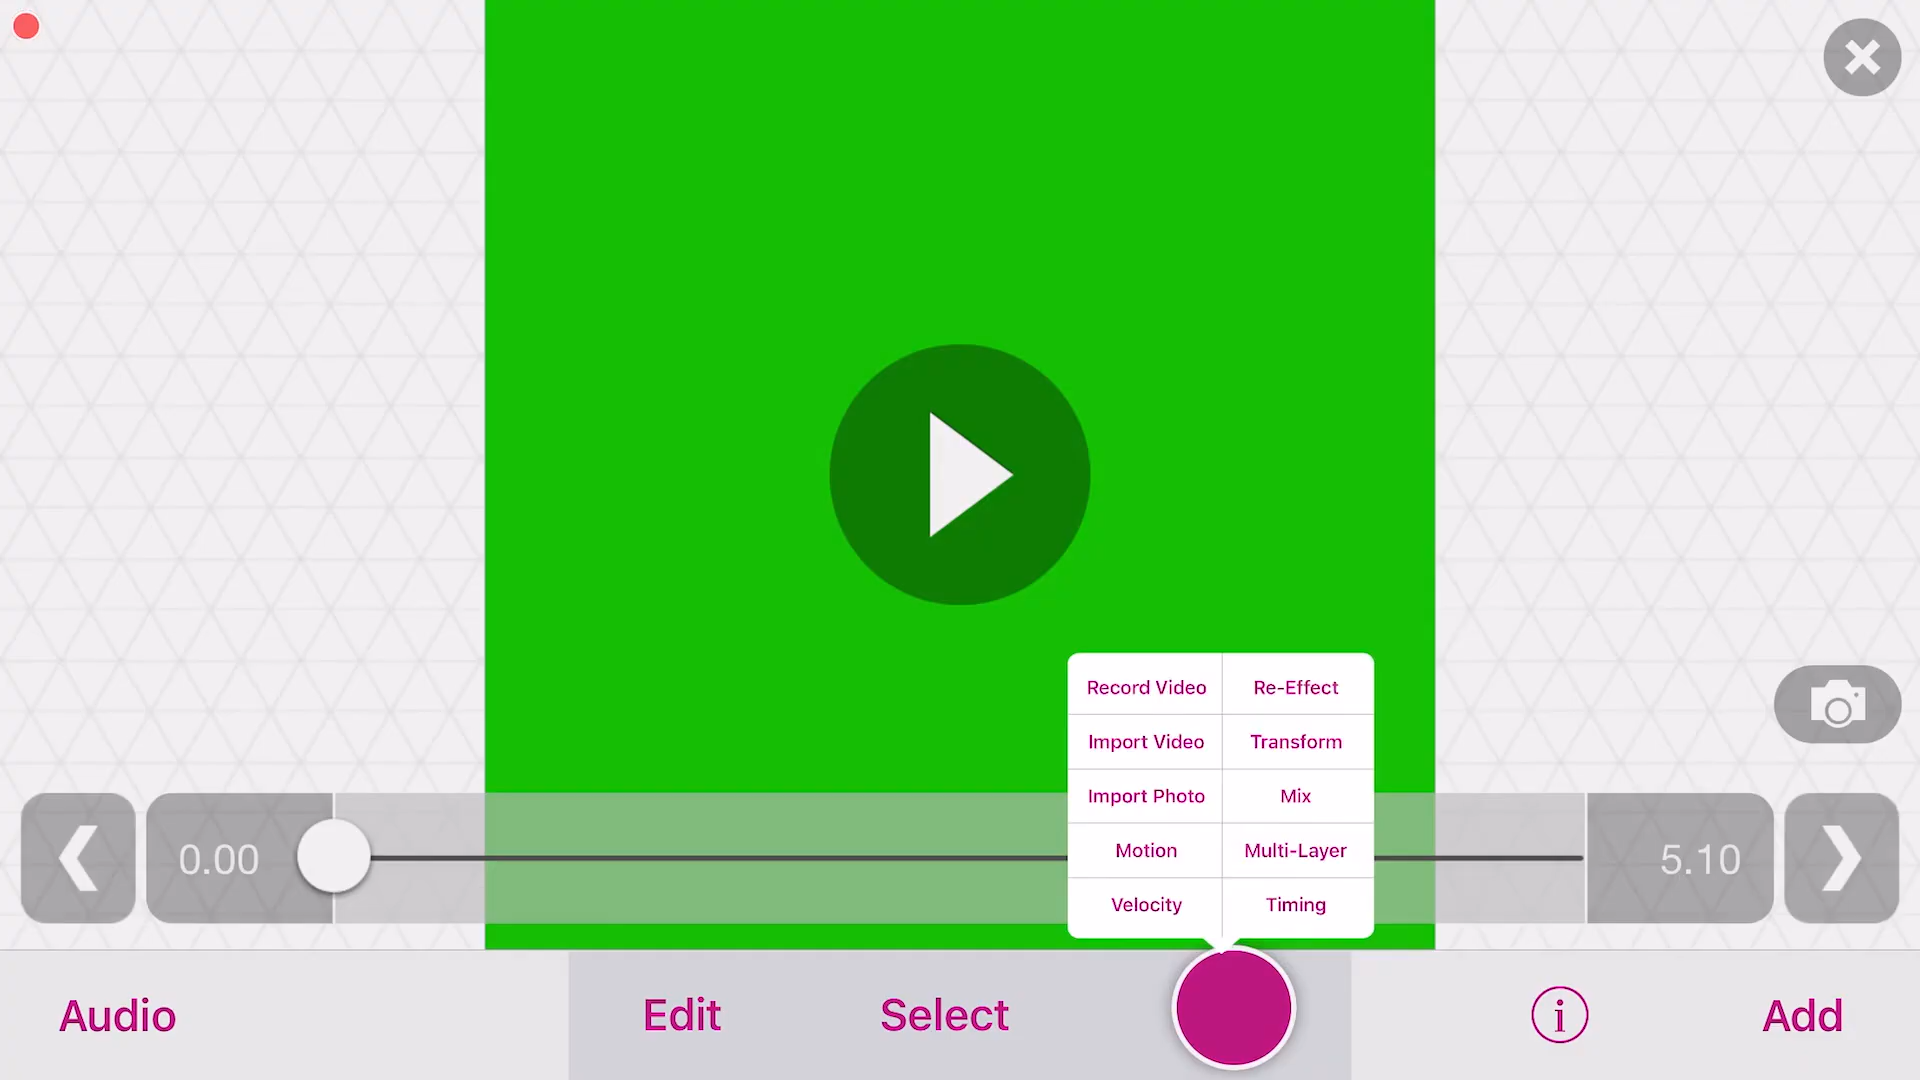 Record Video Re-Effect
Import Video Transform
Import Photo Mix
Motion Multi-Layer
0.00 5.10
Velocity Timing
Audio Edit Select i Add